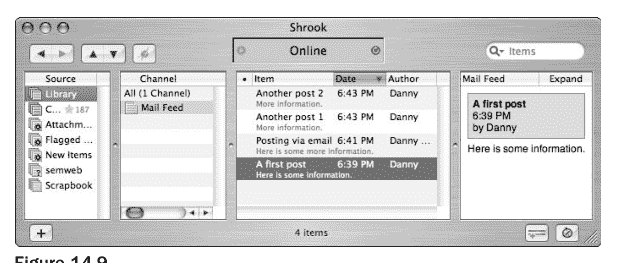 Shrook
Online
Items
Source
Channel
Item
Date
Author
Mail Feed
Expand
Library
C... 187
Attachm...
Flagged ...
New Items
semweb
Scrapbook
All (1 Channel)
Mail Feed
Another post 2 6:43 PM Danny
More information.
Another post 1 6:43 PM Danny
More information.
Posting via email 6:41 PM Danny ...
Here is some more information.
A first post 6:39 PM Danny
Here is some information.
A first post
6:39 PM
by Danny
Here is some information.
4 items
Figure 14.9